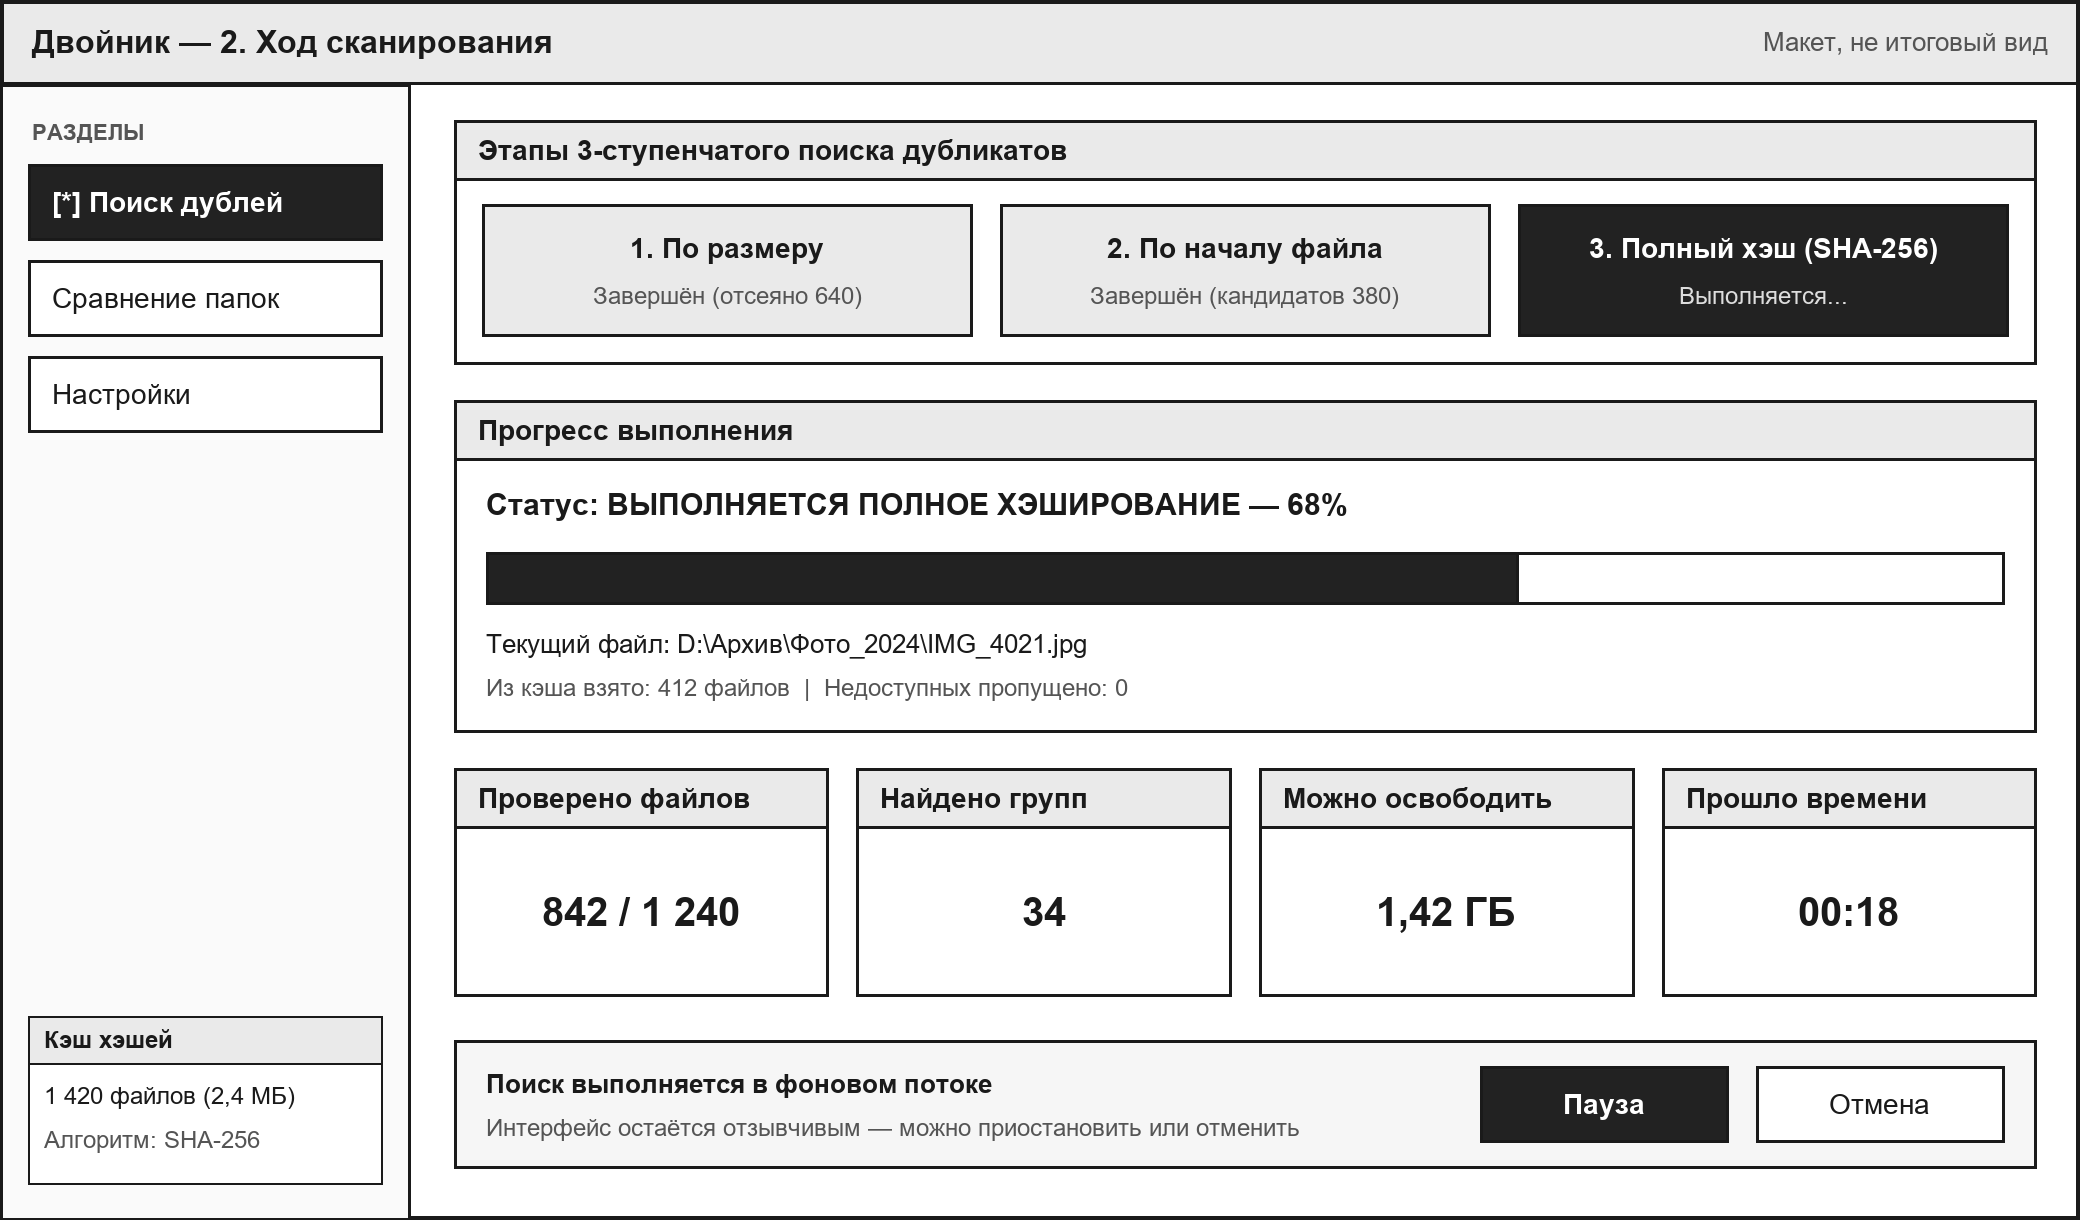 Двойник — 2. Ход сканирования
Макет, не итоговый вид
РАЗДЕЛЫ
[*] Поиск дублей
Сравнение папок
Настройки
Кэш хэшей
1 420 файлов (2,4 МБ)
Алгоритм: SHA-256
Этапы 3-ступенчатого поиска дубликатов
1. По размеру
Завершён (отсеяно 640)
2. По началу файла
Завершён (кандидатов 380)
3. Полный хэш (SHA-256)
Выполняется...
Прогресс выполнения
Статус: ВЫПОЛНЯЕТСЯ ПОЛНОЕ ХЭШИРОВАНИЕ — 68%
Текущий файл: D:\Архив\Фото_2024\IMG_4021.jpg
Из кэша взято: 412 файлов | Недоступных пропущено: 0
Проверено файлов
842 / 1 240
Найдено групп
34
Можно освободить
1,42 ГБ
Прошло времени
00:18
Поиск выполняется в фоновом потоке
Интерфейс остаётся отзывчивым — можно приостановить или отменить
Пауза
Отмена